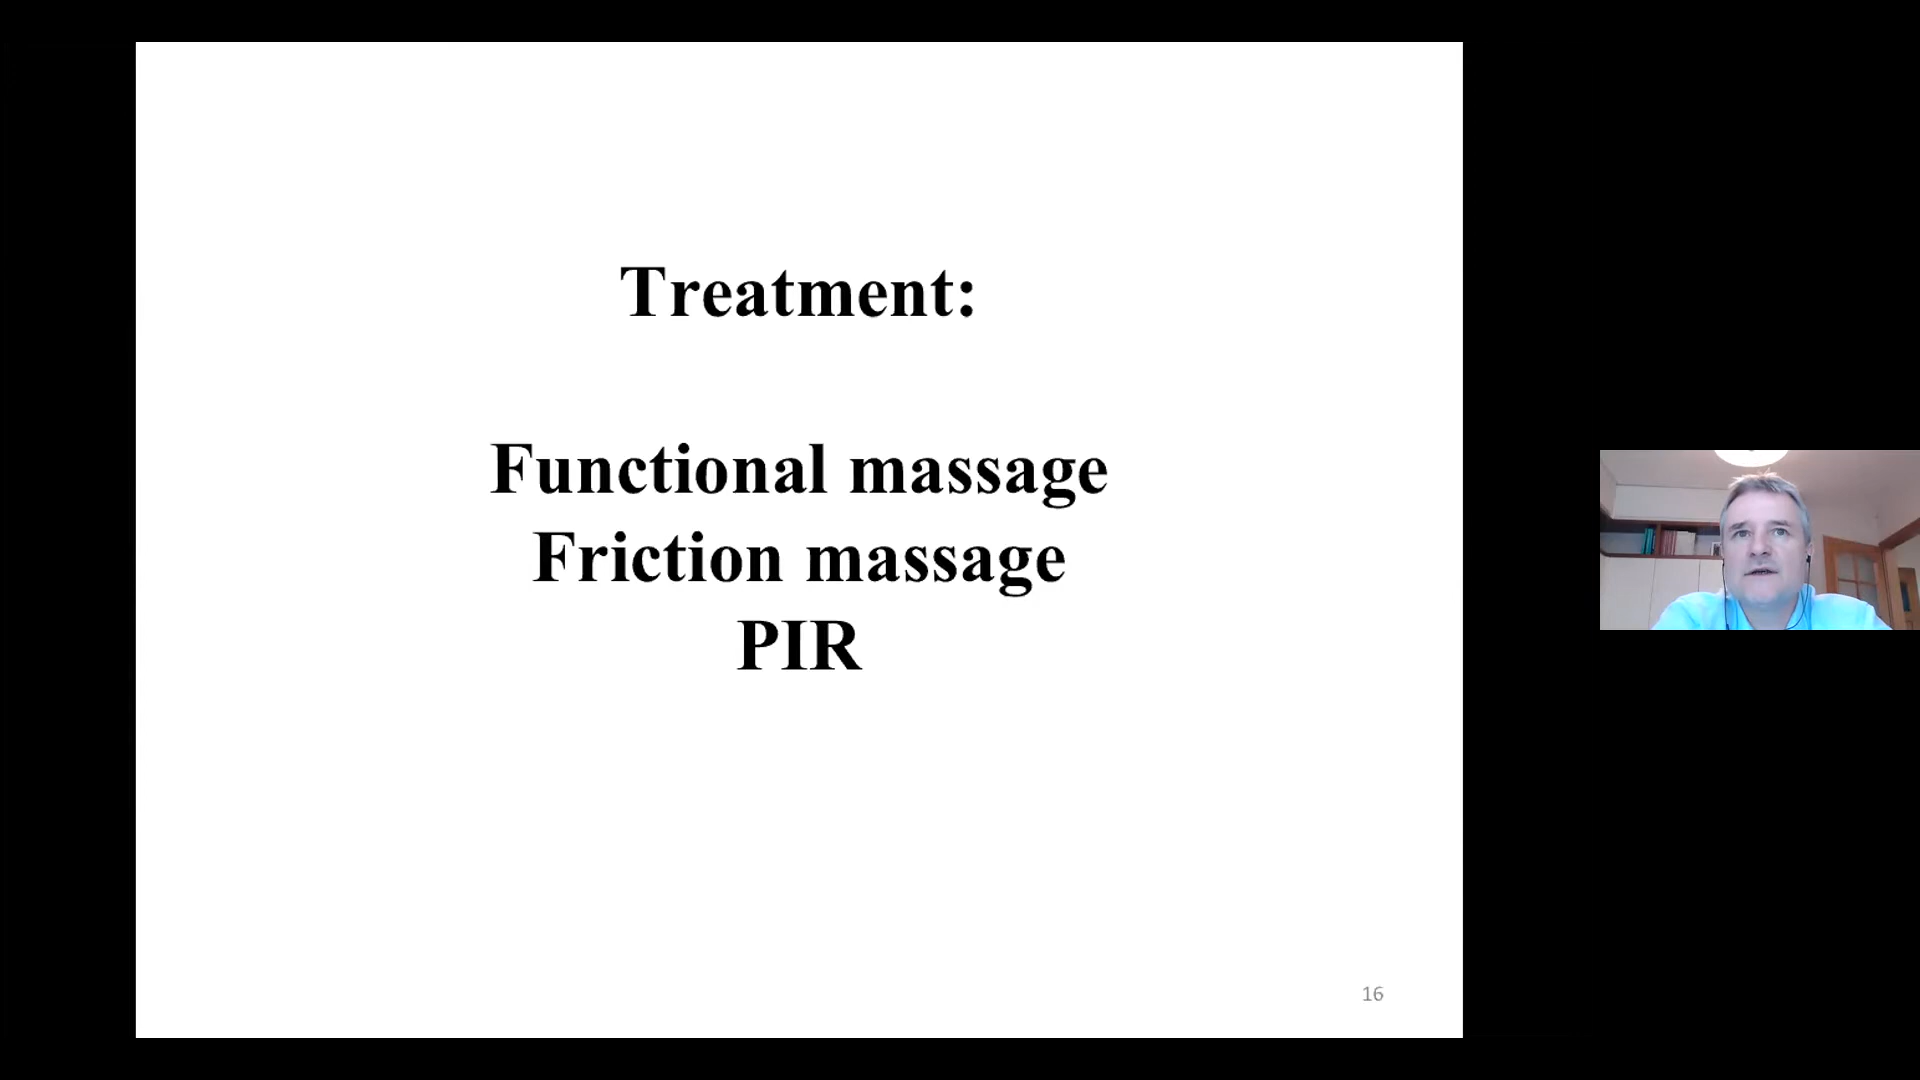 Treatment:
Functional massage
Friction massage
PIR
16